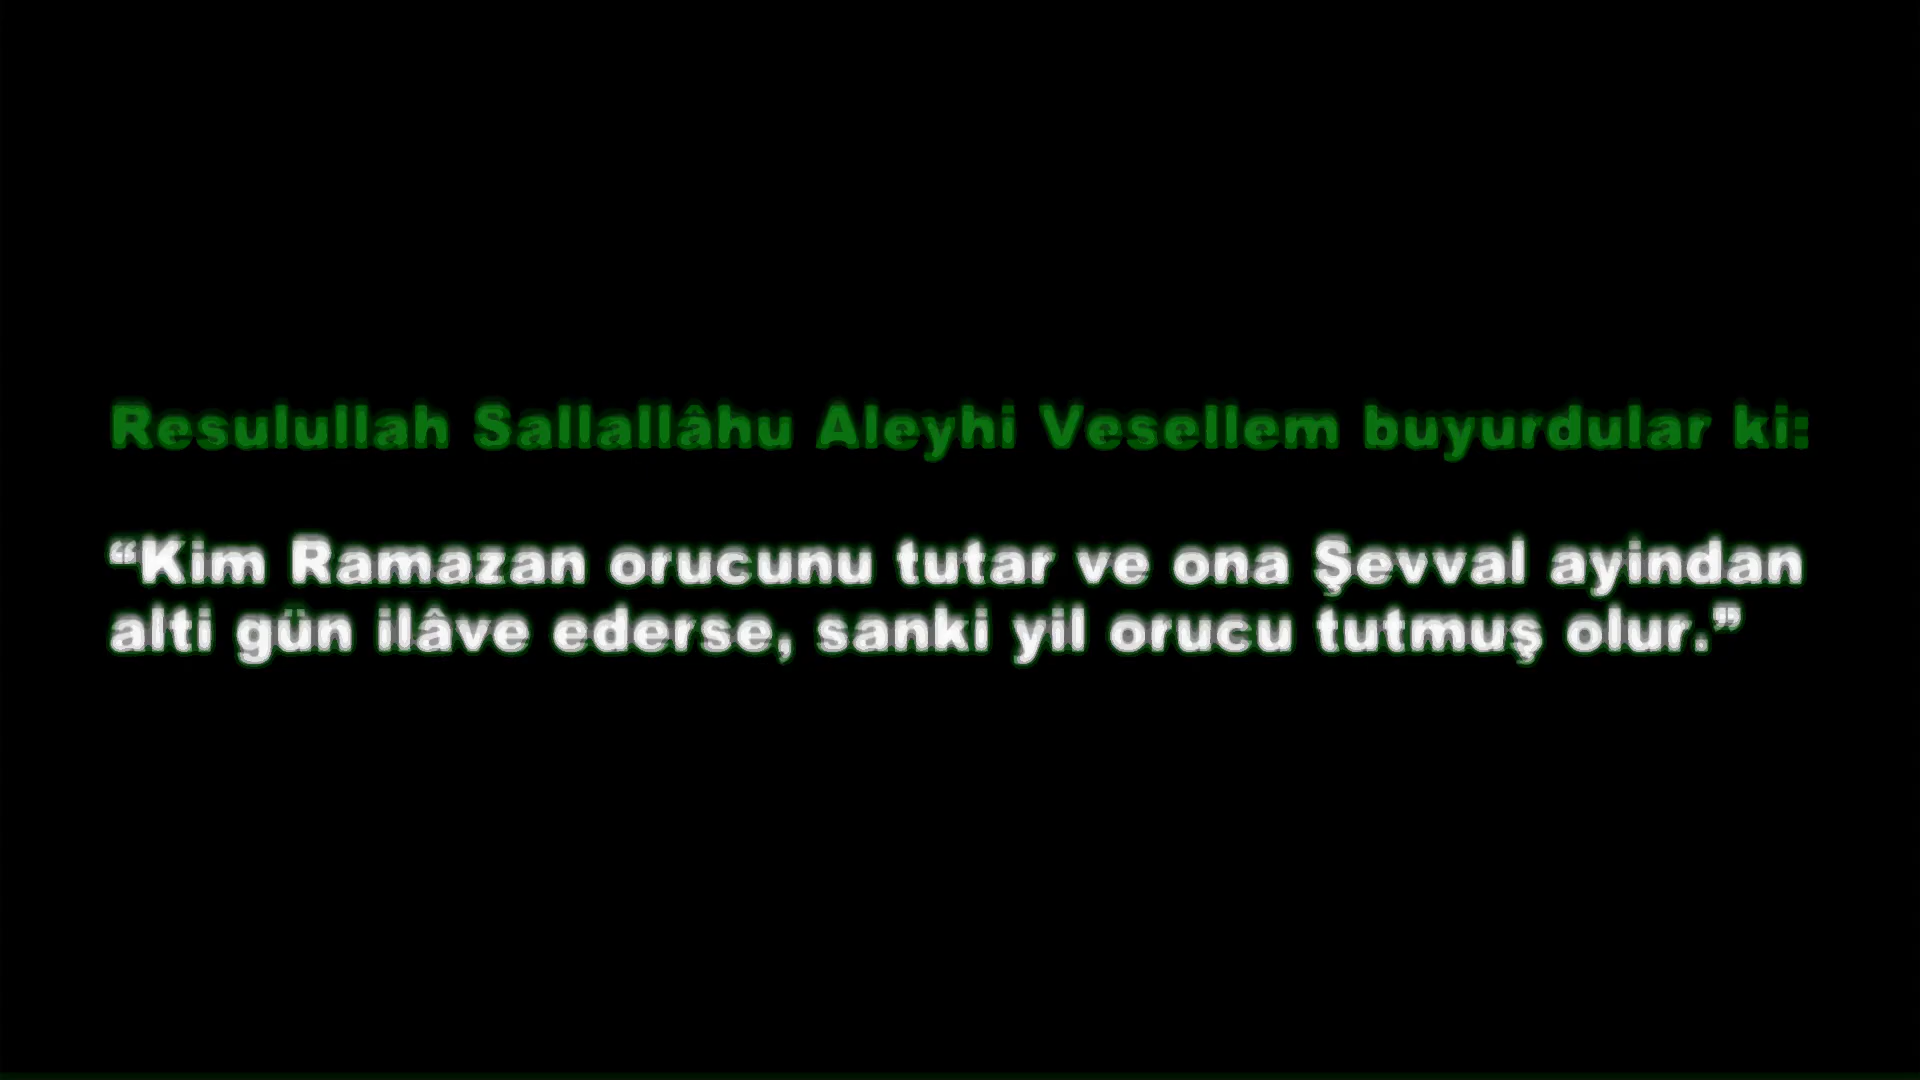 Resulullah Sallallâhu Aleyhi Vesellem buyurdular ki:
“Kim Ramazan orucunu tutar ve ona Şevval ayindan
alti gün ilâve ederse, sanki yil orucu tutmuş olur.”